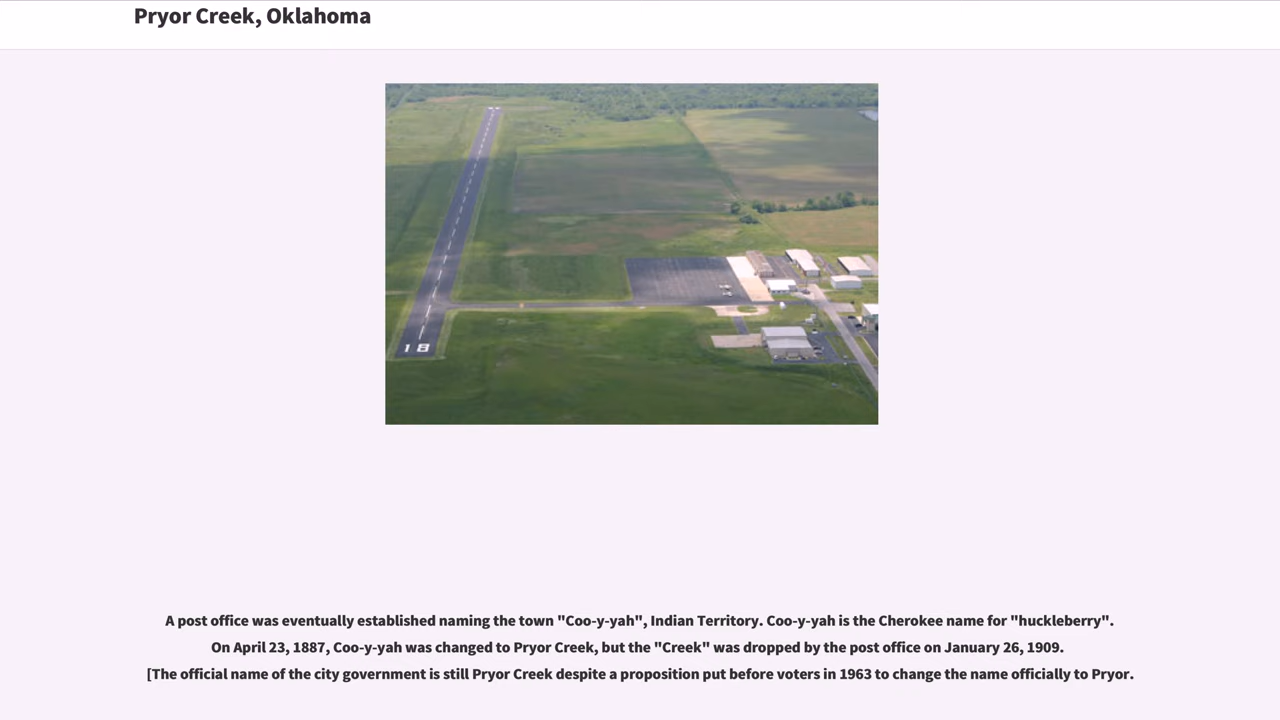 Pryor Creek, Oklahoma
18
A post office was eventually established naming the town "Coo-y-yah", Indian Territory. Coo-y-yah is the Cherokee name for "huckleberry".
On April 23, 1887, Coo-y-yah was changed to Pryor Creek, but the "Creek" was dropped by the post office on January 26, 1909.
[The official name of the city government is still Pryor Creek despite a proposition put before voters in 1963 to change the name officially to Pryor.